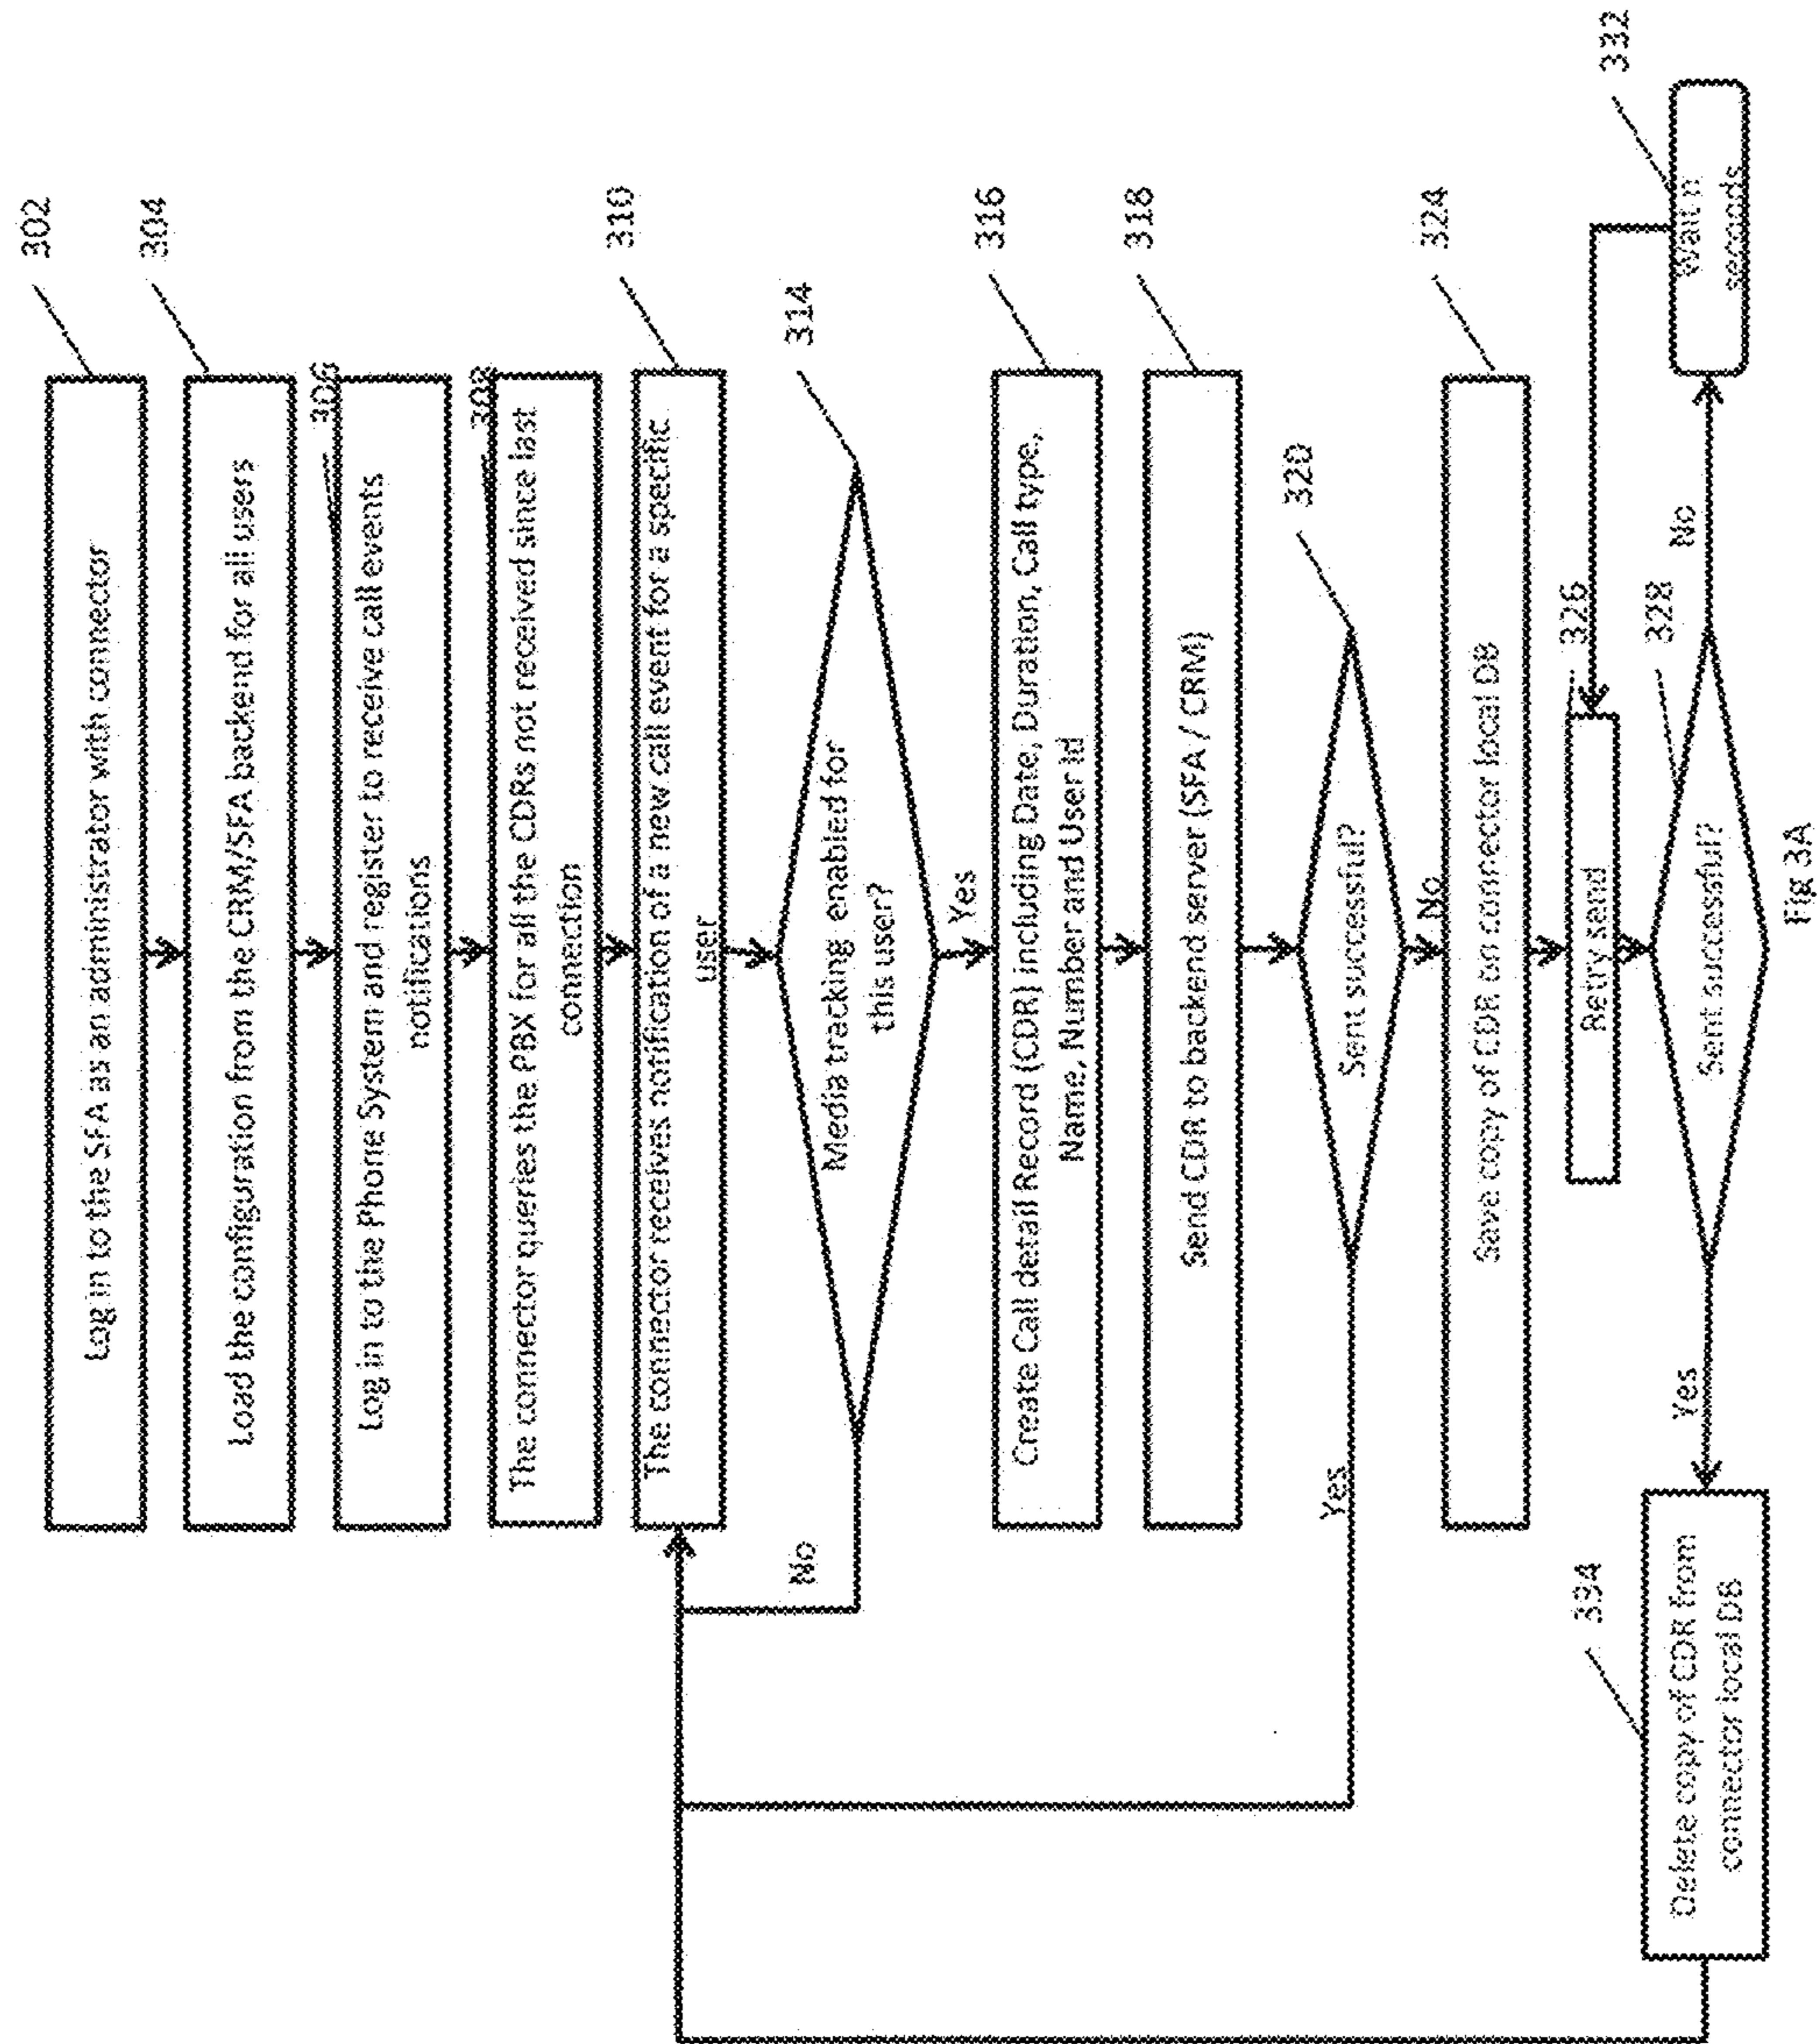 302
Log in to the SFA as an administrator with connector
304
Load the configuration from the CRM/SFA backend for all users
306
Log in to the Phone System and register to receive call events
notifications
308
The connector queries the PBX for all the CDRs not received since last
connection
310
The connector receives notification of a new call event for a specific
user
314
Media tracking enabled for
this user?
No
Yes
316
Create Call detail Record (CDR) including Date, Duration, Call type,
Name, Number and User Id
318
Send CDR to backend server (SFA / CRM)
320
Sent successful?
Yes
No
324
Save copy of CDR on connector local DB
326
Retry send
328
Sent successful?
Yes
No
332
Wait n
seconds
334
Delete copy of CDR from
connector local DB
Fig 3A